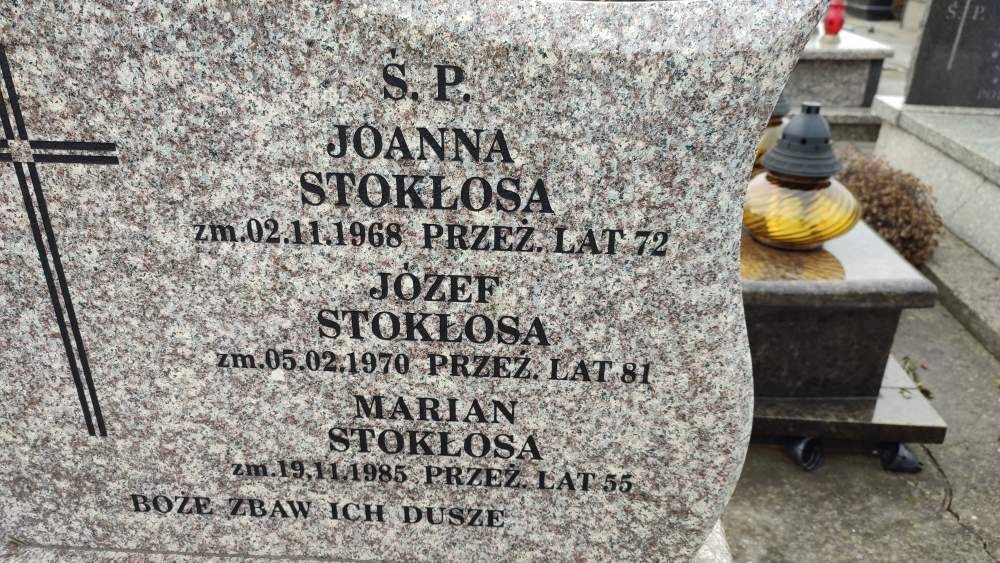 Ś. P.
JOANNA
STOKŁOSA
zm.02.11.1968 PRZEŻ. LAT 72
JÓZEF
STOKŁOSA
zm.05.02.1970 PRZEŻ. LAT 81
MARIAN
STOKŁOSA
zm.19,11.1985 PRZEŻ. LAT 55
BOŻE ZBAW ICH DUSZE
Ś. P.